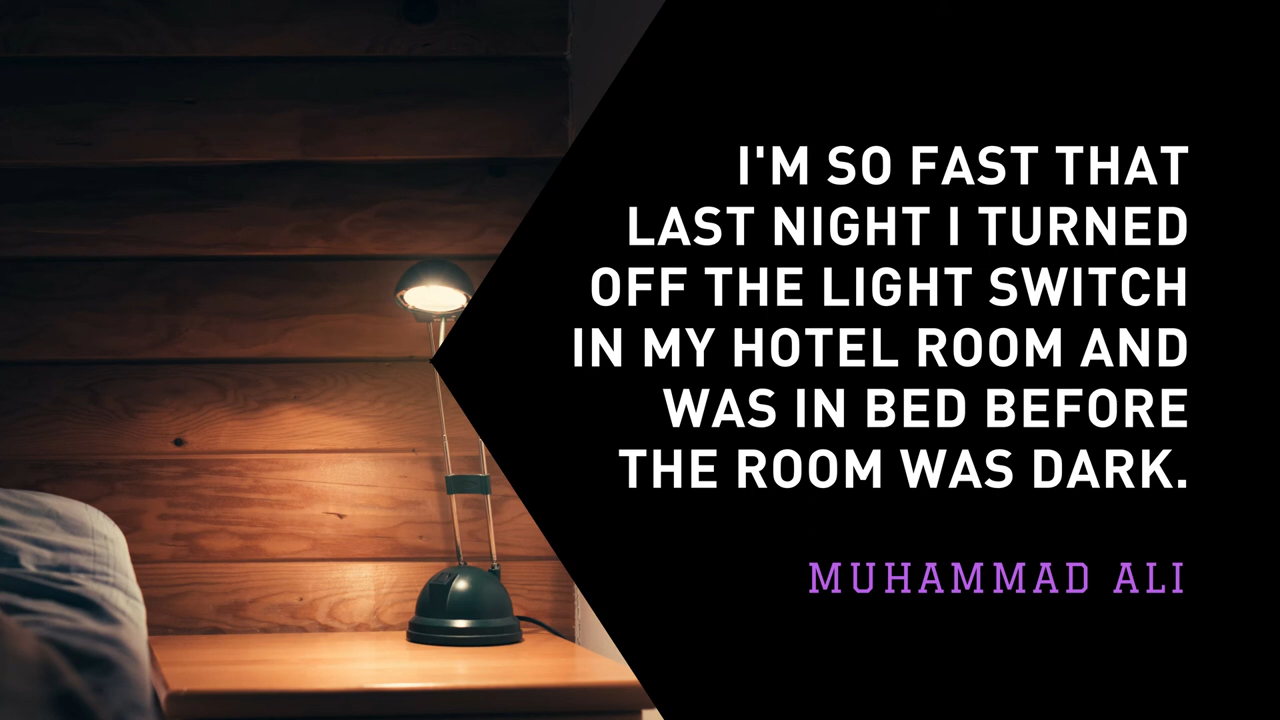 I'M SO FAST THAT
LAST NIGHT I TURNED
OFF THE LIGHT SWITCH
IN MY HOTEL ROOM AND
WAS IN BED BEFORE
THE ROOM WAS DARK.
MUHAMMAD ALI